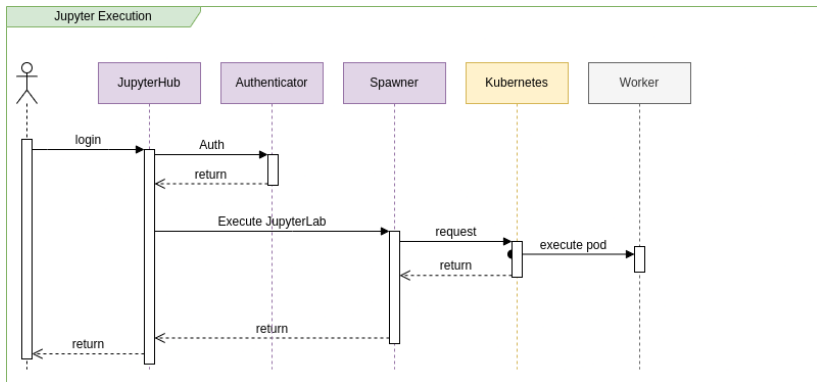 Jupyter Execution
JupyterHub
Authenticator
Spawner
Kubernetes
Worker
login
Auth
return
Execute JupyterLab
request
execute pod
return
return
return